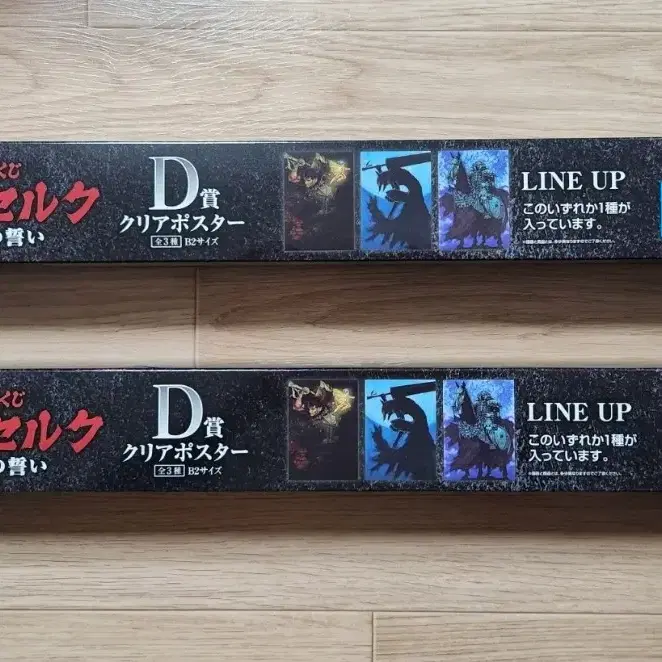 くじ
セルク
の誓い
D賞
クリアポスター
全3種 B2サイズ
LINE UP
このいずれか1種が
入っています。
くじ
セルク
の誓い
D賞
クリアポスター
全3種 B2サイズ
LINE UP
このいずれか1種が
入っています。